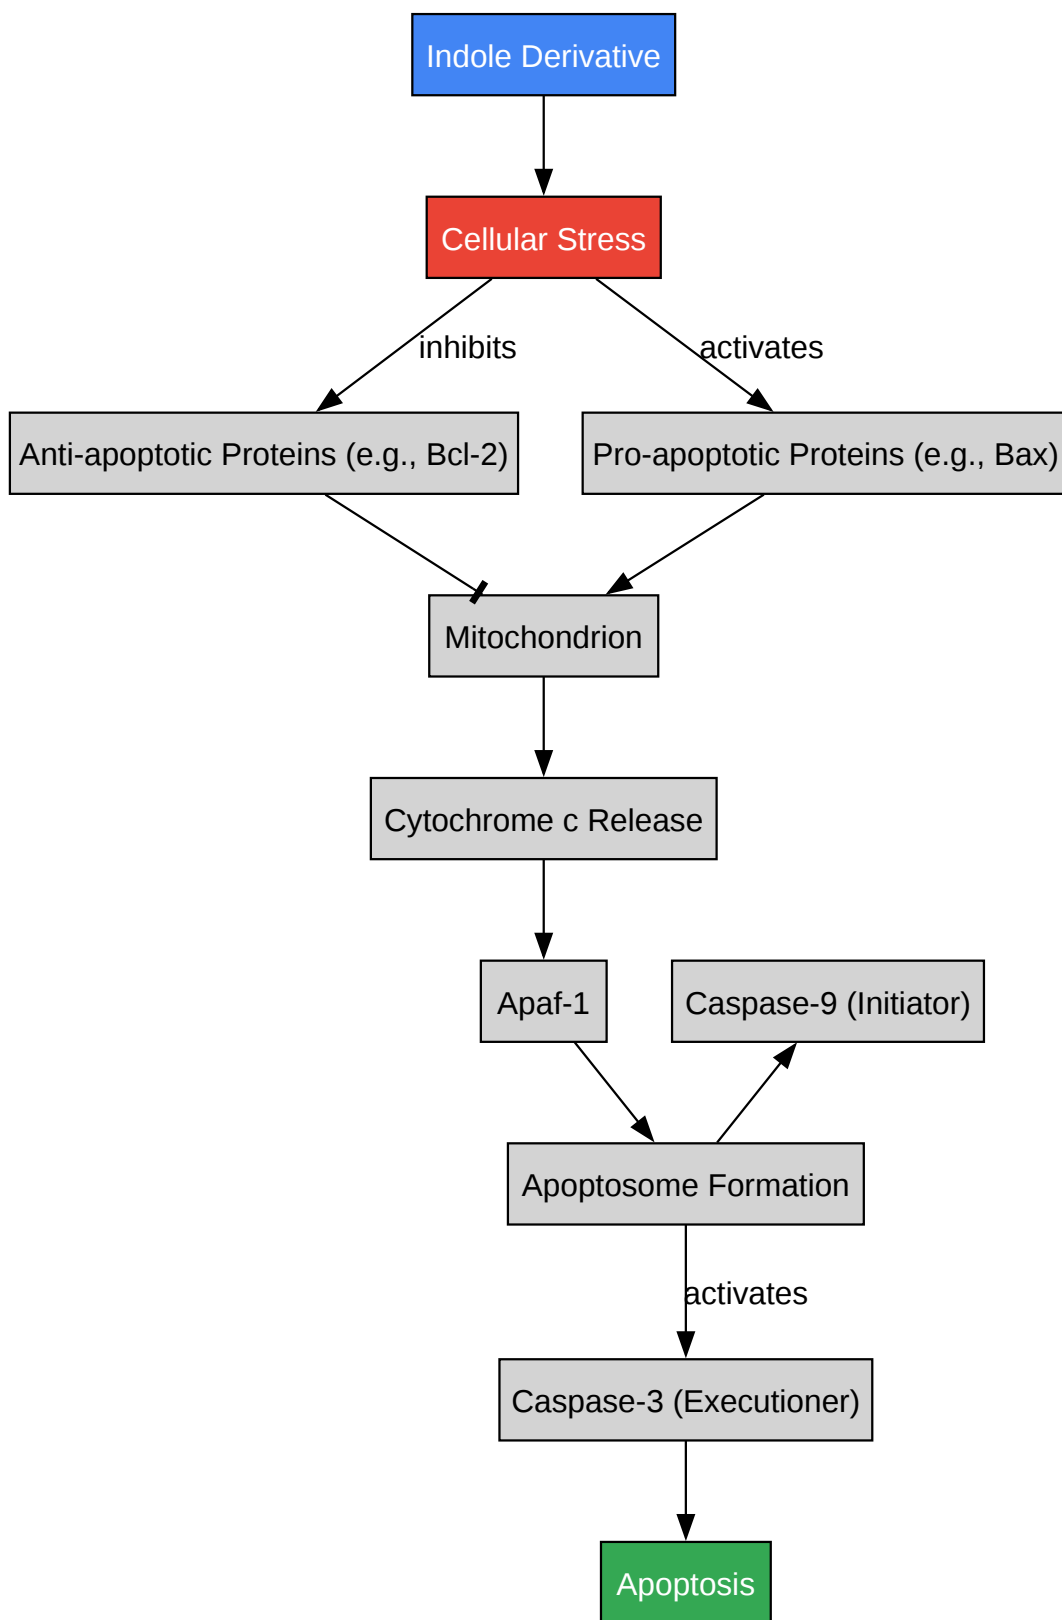 Indole Derivative
Cellular Stress
inhibits
activates
Anti-apoptotic Proteins (e.g., Bcl-2)
Pro-apoptotic Proteins (e.g., Bax)
Mitochondrion
Cytochrome c Release
Apaf-1
Caspase-9 (Initiator)
Apoptosome Formation
activates
Caspase-3 (Executioner)
Apoptosis